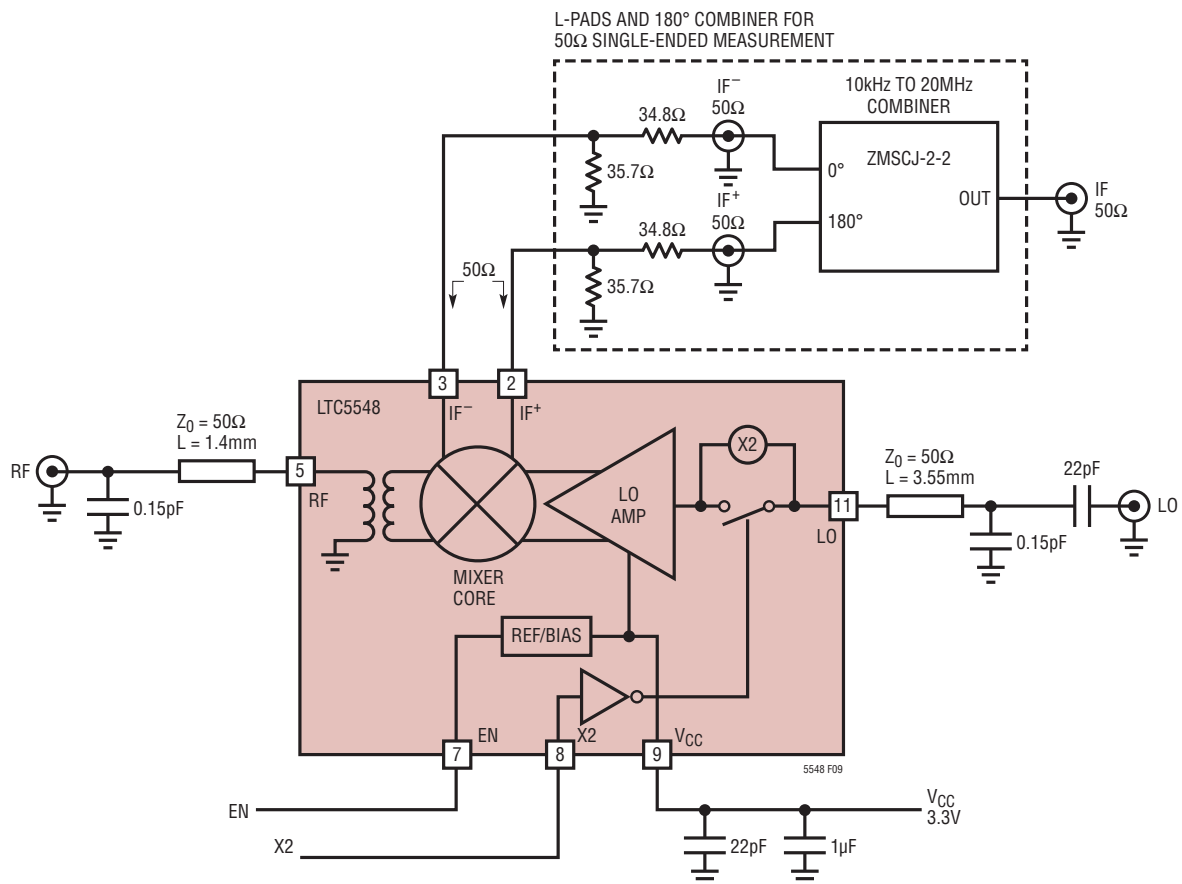 L-PADS AND 180° COMBINER FOR
50Ω SINGLE-ENDED MEASUREMENT
IF−
50Ω
34.8Ω
35.7Ω
10kHz TO 20MHz
COMBINER
0°
ZMSCJ-2-2
OUT
180°
IF
50Ω
IF+
50Ω
34.8Ω
35.7Ω
50Ω
3
2
LTC5548
IF−
IF+
Z0 = 50Ω
L = 1.4mm
RF
5
RF
0.15pF
X2
LO
AMP
Z0 = 50Ω
L = 3.55mm
22pF
11
LO
LO
0.15pF
MIXER
CORE
REF/BIAS
EN
X2
VCC
7
8
9
5548 F09
EN
X2
VCC
3.3V
22pF
1µF